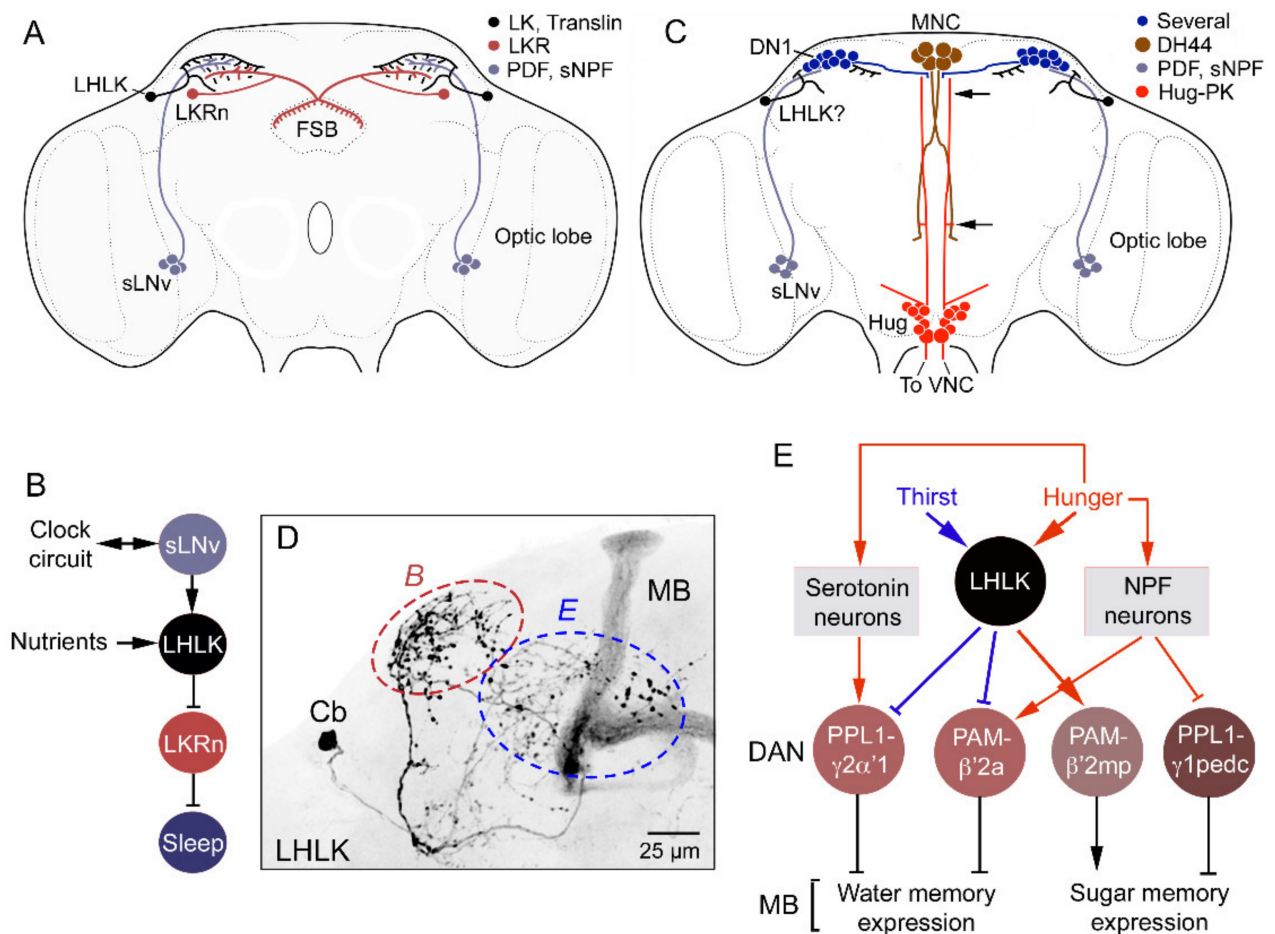 A
LK, Translin
LKR
PDF, sNPF
LHLK
LKRn
FSB
Optic lobe
sLNv
C
MNC
Several
DH44
PDF, sNPF
Hug-PK
DN1
LHLK?
Optic lobe
sLNv
Hug
To VNC
B
Clock
circuit
sLNv
Nutrients
LHLK
LKRn
Sleep
D
B
E
MB
Cb
LHLK
25 µm
E
Thirst
Hunger
Serotonin
neurons
LHLK
NPF
neurons
DAN
PPL1-
γ2α'1
PAM-
β'2a
PAM-
β'2mp
PPL1-
γ1pedc
MB
Water memory
expression
Sugar memory
expression